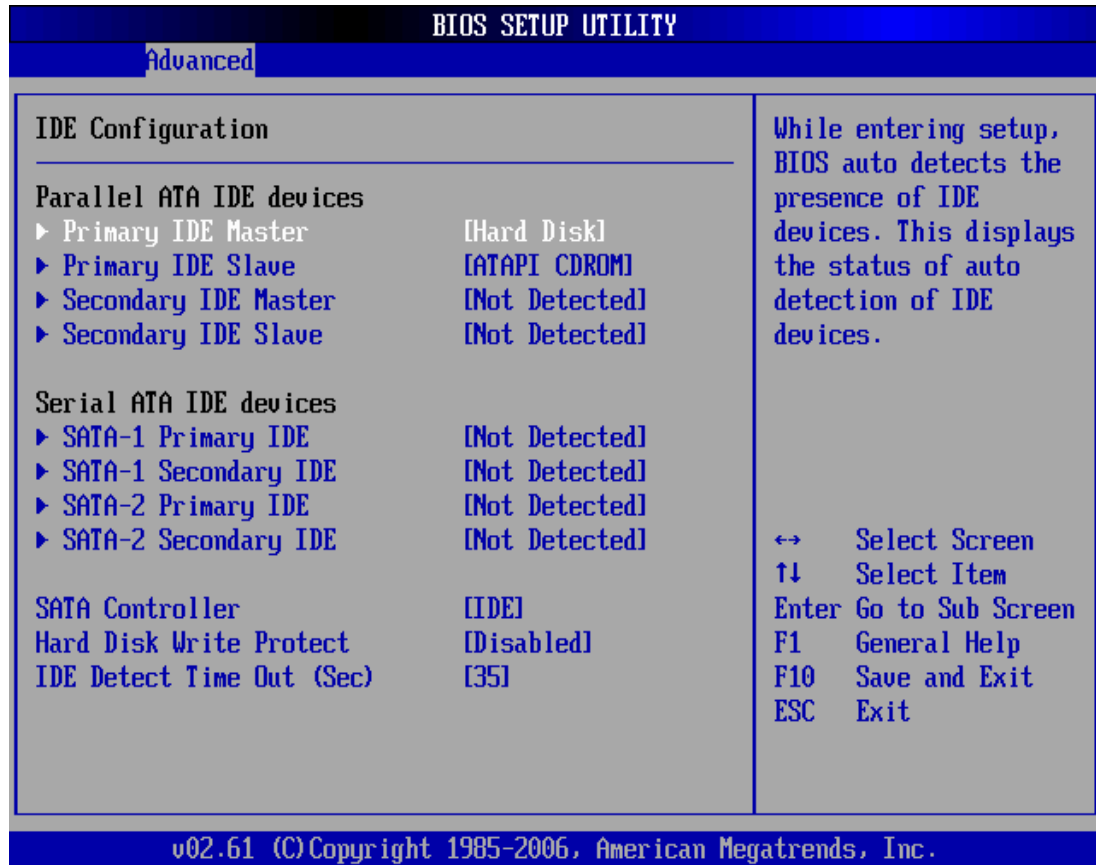 BIOS SETUP UTILITY
Advanced
IDE Configuration
Parallel ATA IDE devices
▶ Primary IDE Master [Hard Disk]
▶ Primary IDE Slave [ATAPI CDROM]
▶ Secondary IDE Master [Not Detected]
▶ Secondary IDE Slave [Not Detected]
Serial ATA IDE devices
▶ SATA-1 Primary IDE [Not Detected]
▶ SATA-1 Secondary IDE [Not Detected]
▶ SATA-2 Primary IDE [Not Detected]
▶ SATA-2 Secondary IDE [Not Detected]
SATA Controller [IDE]
Hard Disk Write Protect [Disabled]
IDE Detect Time Out (Sec) [35]
While entering setup,
BIOS auto detects the
presence of IDE
devices. This displays
the status of auto
detection of IDE
devices.
↔ Select Screen
↑↓ Select Item
Enter Go to Sub Screen
F1 General Help
F10 Save and Exit
ESC Exit
v02.61 (C)Copyright 1985-2006, American Megatrends, Inc.